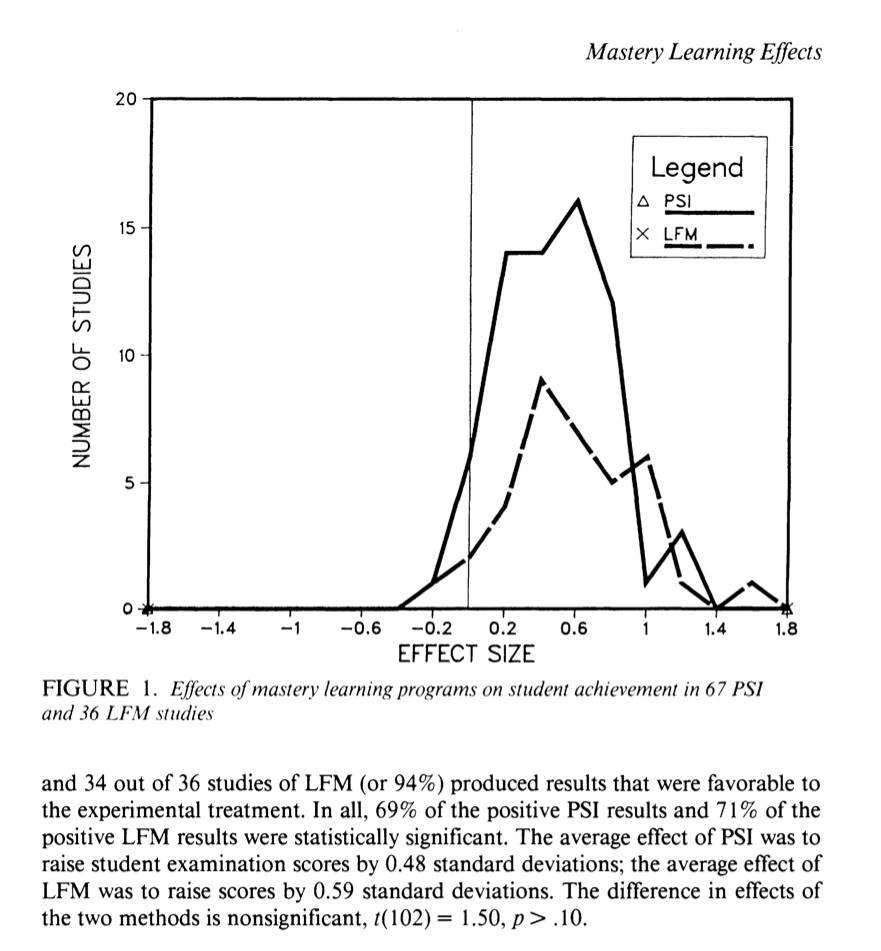 Mastery Learning Effects
20
15
10
5
0
NUMBER OF STUDIES
Legend
△ PSI
× LFM
−1.8 −1.4 −1 −0.6 −0.2 0.2 0.6 1 1.4 1.8
EFFECT SIZE
FIGURE 1. Effects of mastery learning programs on student achievement in 67 PSI
and 36 LFM studies
and 34 out of 36 studies of LFM (or 94%) produced results that were favorable to
the experimental treatment. In all, 69% of the positive PSI results and 71% of the
positive LFM results were statistically significant. The average effect of PSI was to
raise student examination scores by 0.48 standard deviations; the average effect of
LFM was to raise scores by 0.59 standard deviations. The difference in effects of
the two methods is nonsignificant, t(102) = 1.50, p > .10.